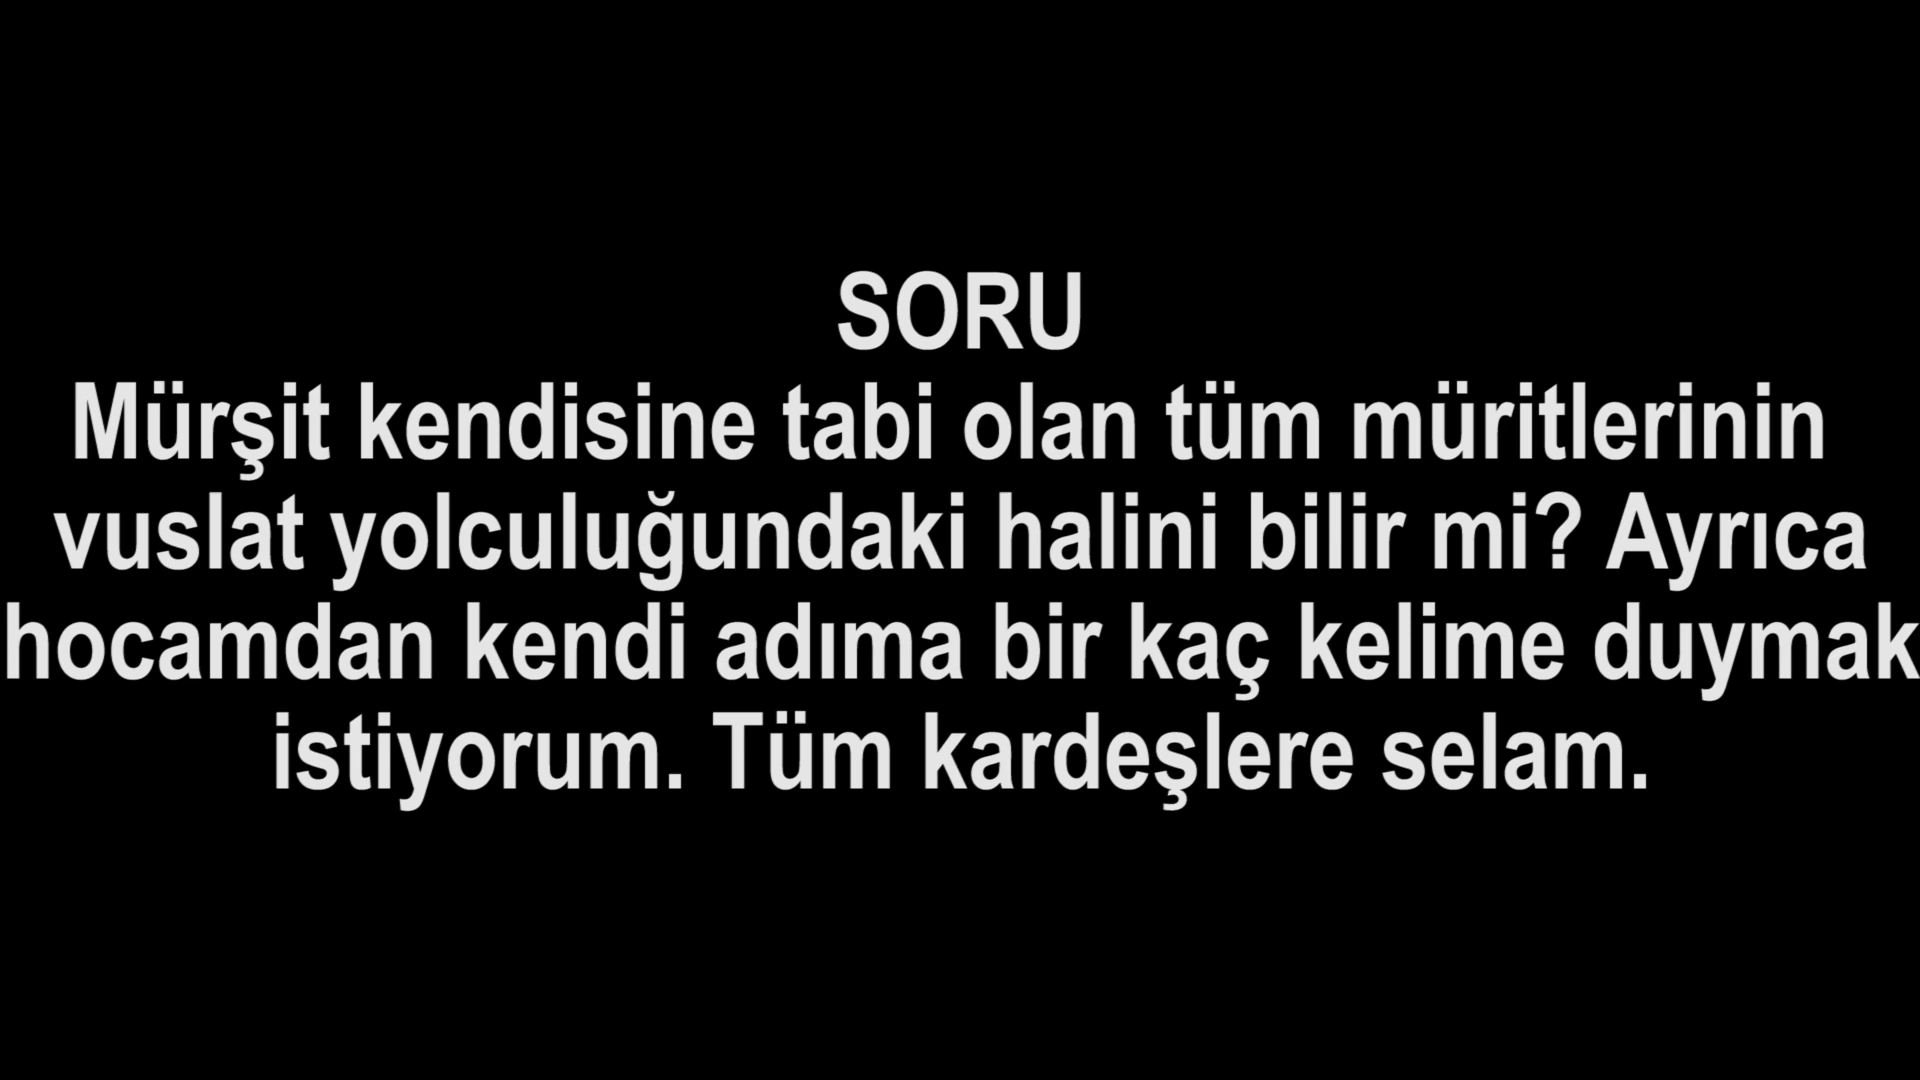 SORU
Mürşit kendisine tabi olan tüm müritlerinin
vuslat yolculuğundaki halini bilir mi? Ayrıca
hocamdan kendi adıma bir kaç kelime duymak
istiyorum. Tüm kardeşlere selam.